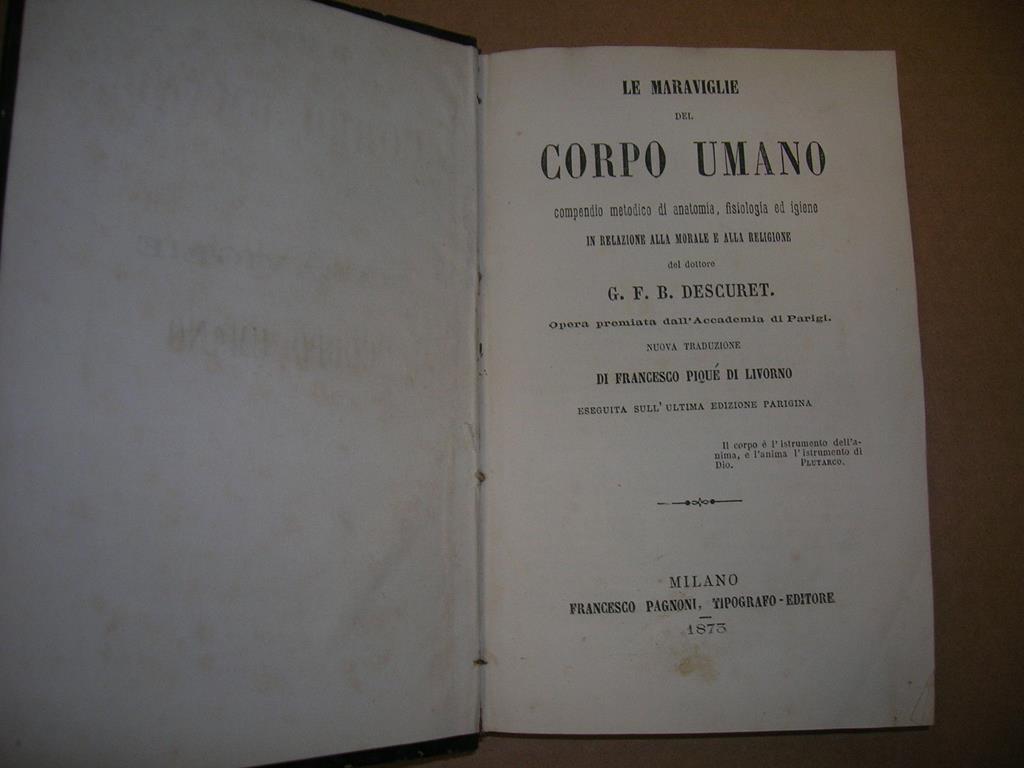 LE MARAVIGLIE
DEL
CORPO UMANO
compendio metodico di anatomia, fisiologia ed igiene
IN RELAZIONE ALLA MORALE E ALLA RELIGIONE
del dottore
G. F. B. DESCURET.
Opera premiata dall'Accademia di Parigi.
NUOVA TRADUZIONE
DI FRANCESCO PIQUÉ DI LIVORNO
ESEGUITA SULL'ULTIMA EDIZIONE PARIGINA
Il corpo è l'istrumento dell'a-
nima, e l'anima l'istrumento di
Dio. PLUTARCO.
MILANO
FRANCESCO PAGNONI, TIPOGRAFO-EDITORE
1873